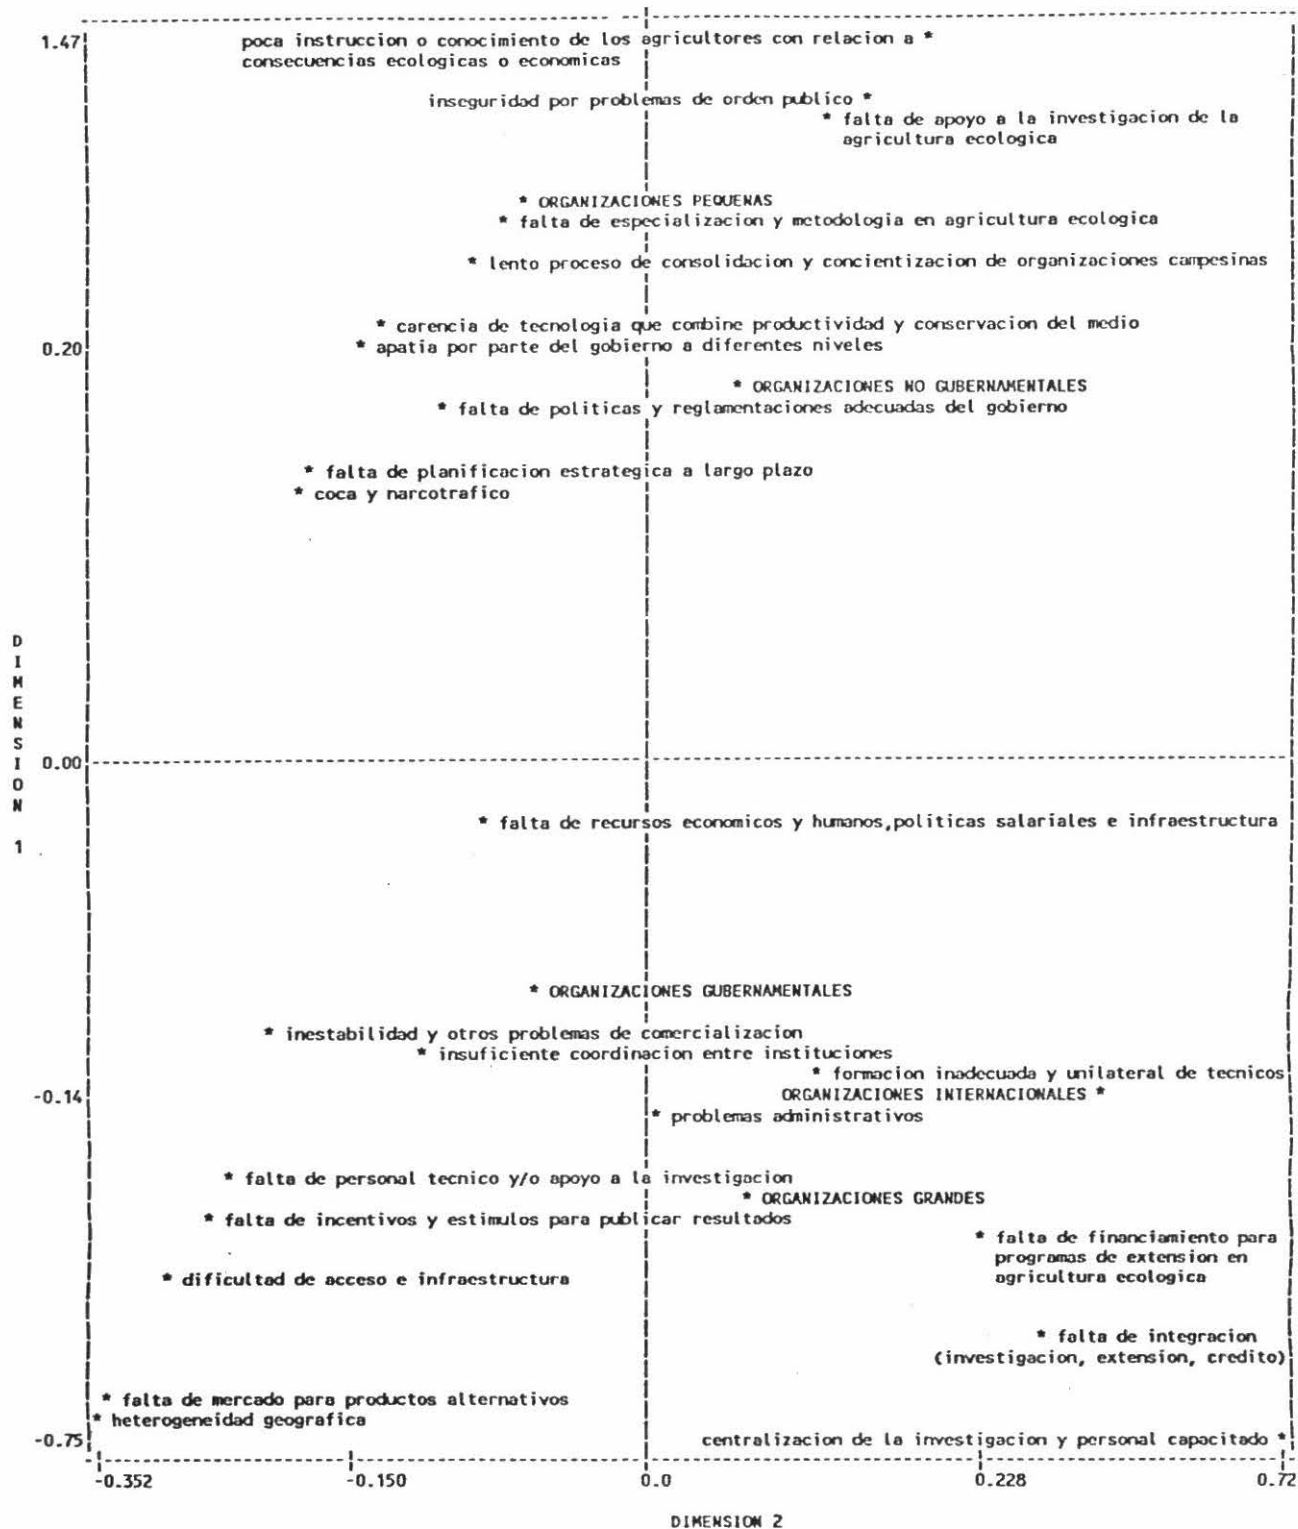 1.47
poca instruccion o conocimiento de los agricultores con relacion a *
consecuencias ecologicas o economicas
inseguridad por problemas de orden publico *
* falta de apoyo a la investigacion de la
agricultura ecologica
* ORGANIZACIONES PEQUENAS
* falta de especializacion y metodologia en agricultura ecologica
* lento proceso de consolidacion y concientizacion de organizaciones campesinas
* carencia de tecnologia que combine productividad y conservacion del medio
0.20
* apatia por parte del gobierno a diferentes niveles
* ORGANIZACIONES NO GUBERNAMENTALES
* falta de politicas y reglamentaciones adecuadas del gobierno
* falta de planificacion estrategica a largo plazo
* coca y narcotrafico
DIMENSION 1
0.00
* falta de recursos economicos y humanos,politicas salariales e infraestructura
* ORGANIZACIONES GUBERNAMENTALES
* inestabilidad y otros problemas de comercializacion
* insuficiente coordinacion entre instituciones
* formacion inadecuada y unilateral de tecnicos
-0.14
ORGANIZACIONES INTERNACIONALES *
* problemas administrativos
* falta de personal tecnico y/o apoyo a la investigacion
* ORGANIZACIONES GRANDES
* falta de incentivos y estimulos para publicar resultados
* falta de financiamiento para
programas de extension en
agricultura ecologica
* dificultad de acceso e infraestructura
* falta de integracion
(investigacion, extension, credito)
* falta de mercado para productos alternativos
* heterogeneidad geografica
-0.75
centralizacion de la investigacion y personal capacitado *
-0.352 -0.150 0.0 0.228 0.72
DIMENSION 2